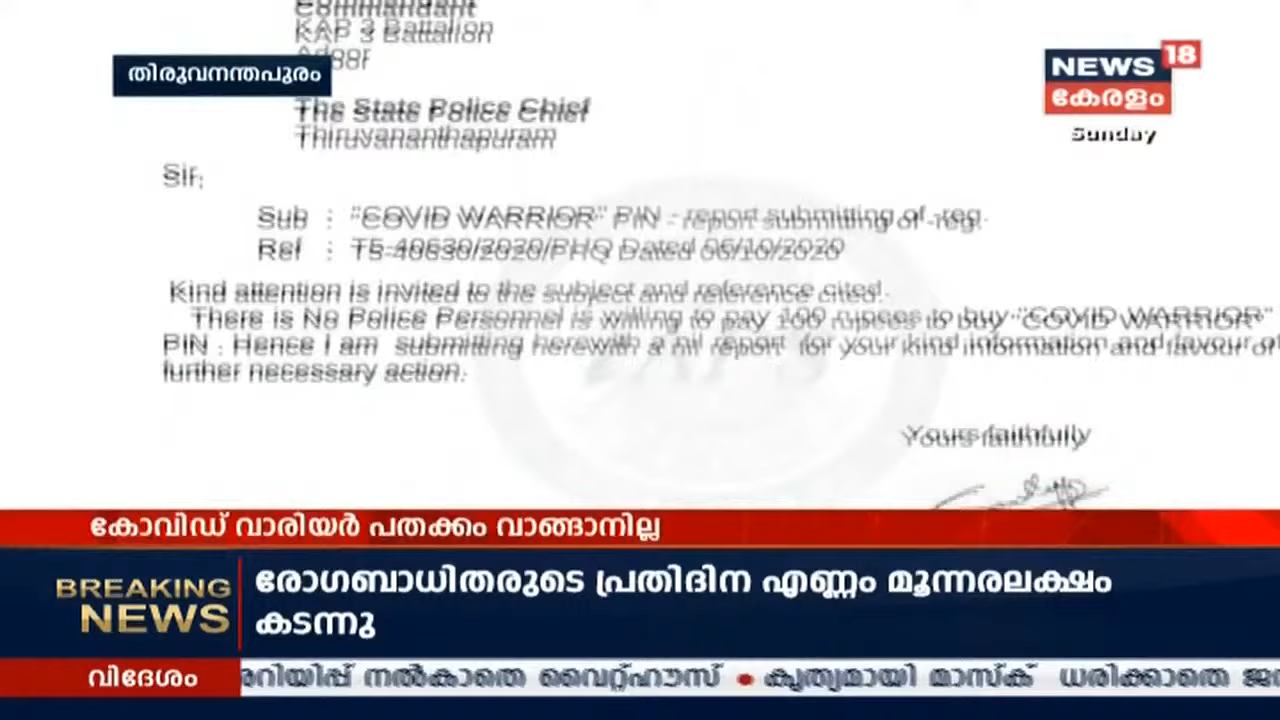 Commandant
KAP 3 Battalion
Adoor
തിരുവനന്തപുരം
NEWS 18
കേരളം
Sunday
The State Police Chief
Thiruvananthapuram
Sir,
Sub : "COVID WARRIOR" PIN - report submitting of -reg.
Ref : T5-40630/2020/PHQ Dated 06/10/2020
Kind attention is invited to the subject and reference cited.
There is No Police Personnel is willing to pay 100 rupees to buy "COVID WARRIOR"
PIN . Hence I am submitting herewith a nil report for your kind information and favour of
further necessary action.
Yours faithfully
കോവിഡ് വാരിയർ പതക്കം വാങ്ങാനില്ല
BREAKING
NEWS
രോഗബാധിതരുടെ പ്രതിദിന എണ്ണം മൂന്നരലക്ഷം
കടന്നു
വിദേശം
റിയിപ്പ് നൽകാതെ വൈറ്റ്ഹൗസ് • കൃത്യമായി മാസ്ക് ധരിക്കാതെ